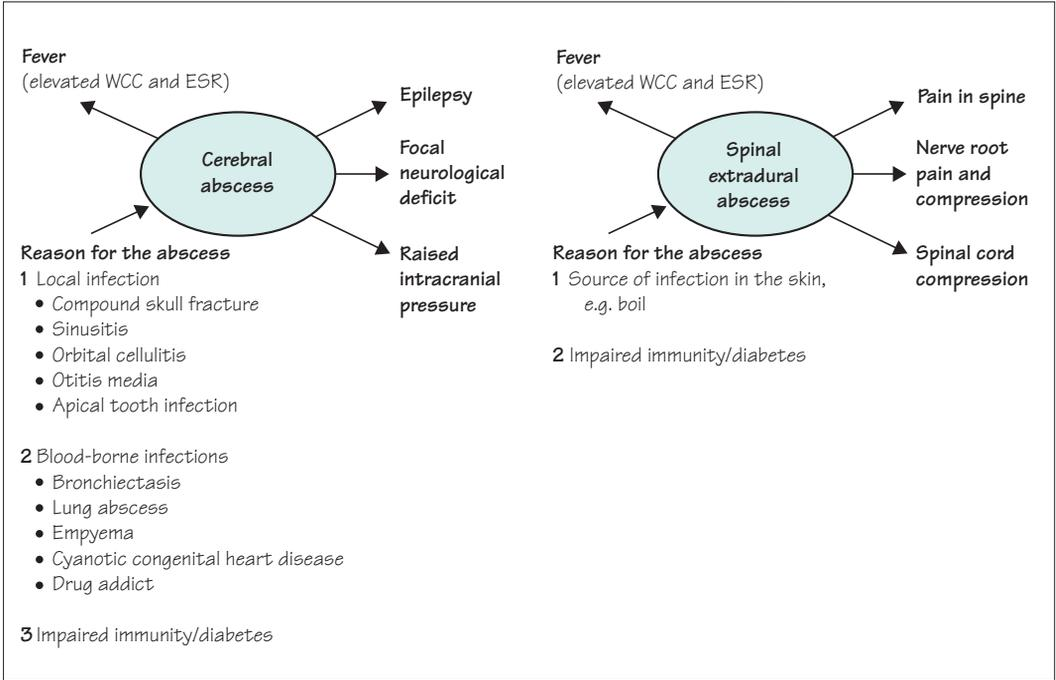 Fever
(elevated WCC and ESR)
Cerebral
abscess
Epilepsy
Focal
neurological
deficit
Raised
intracranial
pressure
Reason for the abscess
1 Local infection
• Compound skull fracture
• Sinusitis
• Orbital cellulitis
• Otitis media
• Apical tooth infection
2 Blood-borne infections
• Bronchiectasis
• Lung abscess
• Empyema
• Cyanotic congenital heart disease
• Drug addict
3 Impaired immunity/diabetes
Fever
(elevated WCC and ESR)
Spinal
extradural
abscess
Pain in spine
Nerve root
pain and
compression
Spinal cord
compression
Reason for the abscess
1 Source of infection in the skin,
e.g. boil
2 Impaired immunity/diabetes